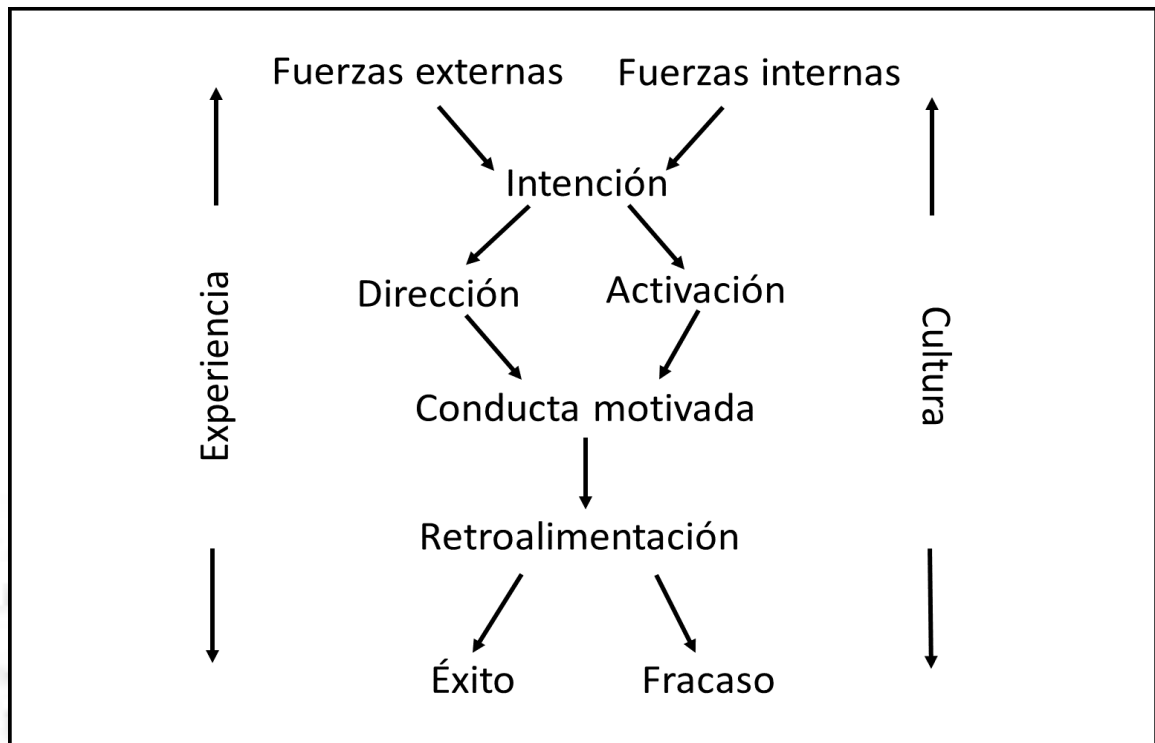 Fuerzas externas
Fuerzas internas
Intención
Dirección
Activación
Experiencia
Cultura
Conducta motivada
Retroalimentación
Éxito
Fracaso